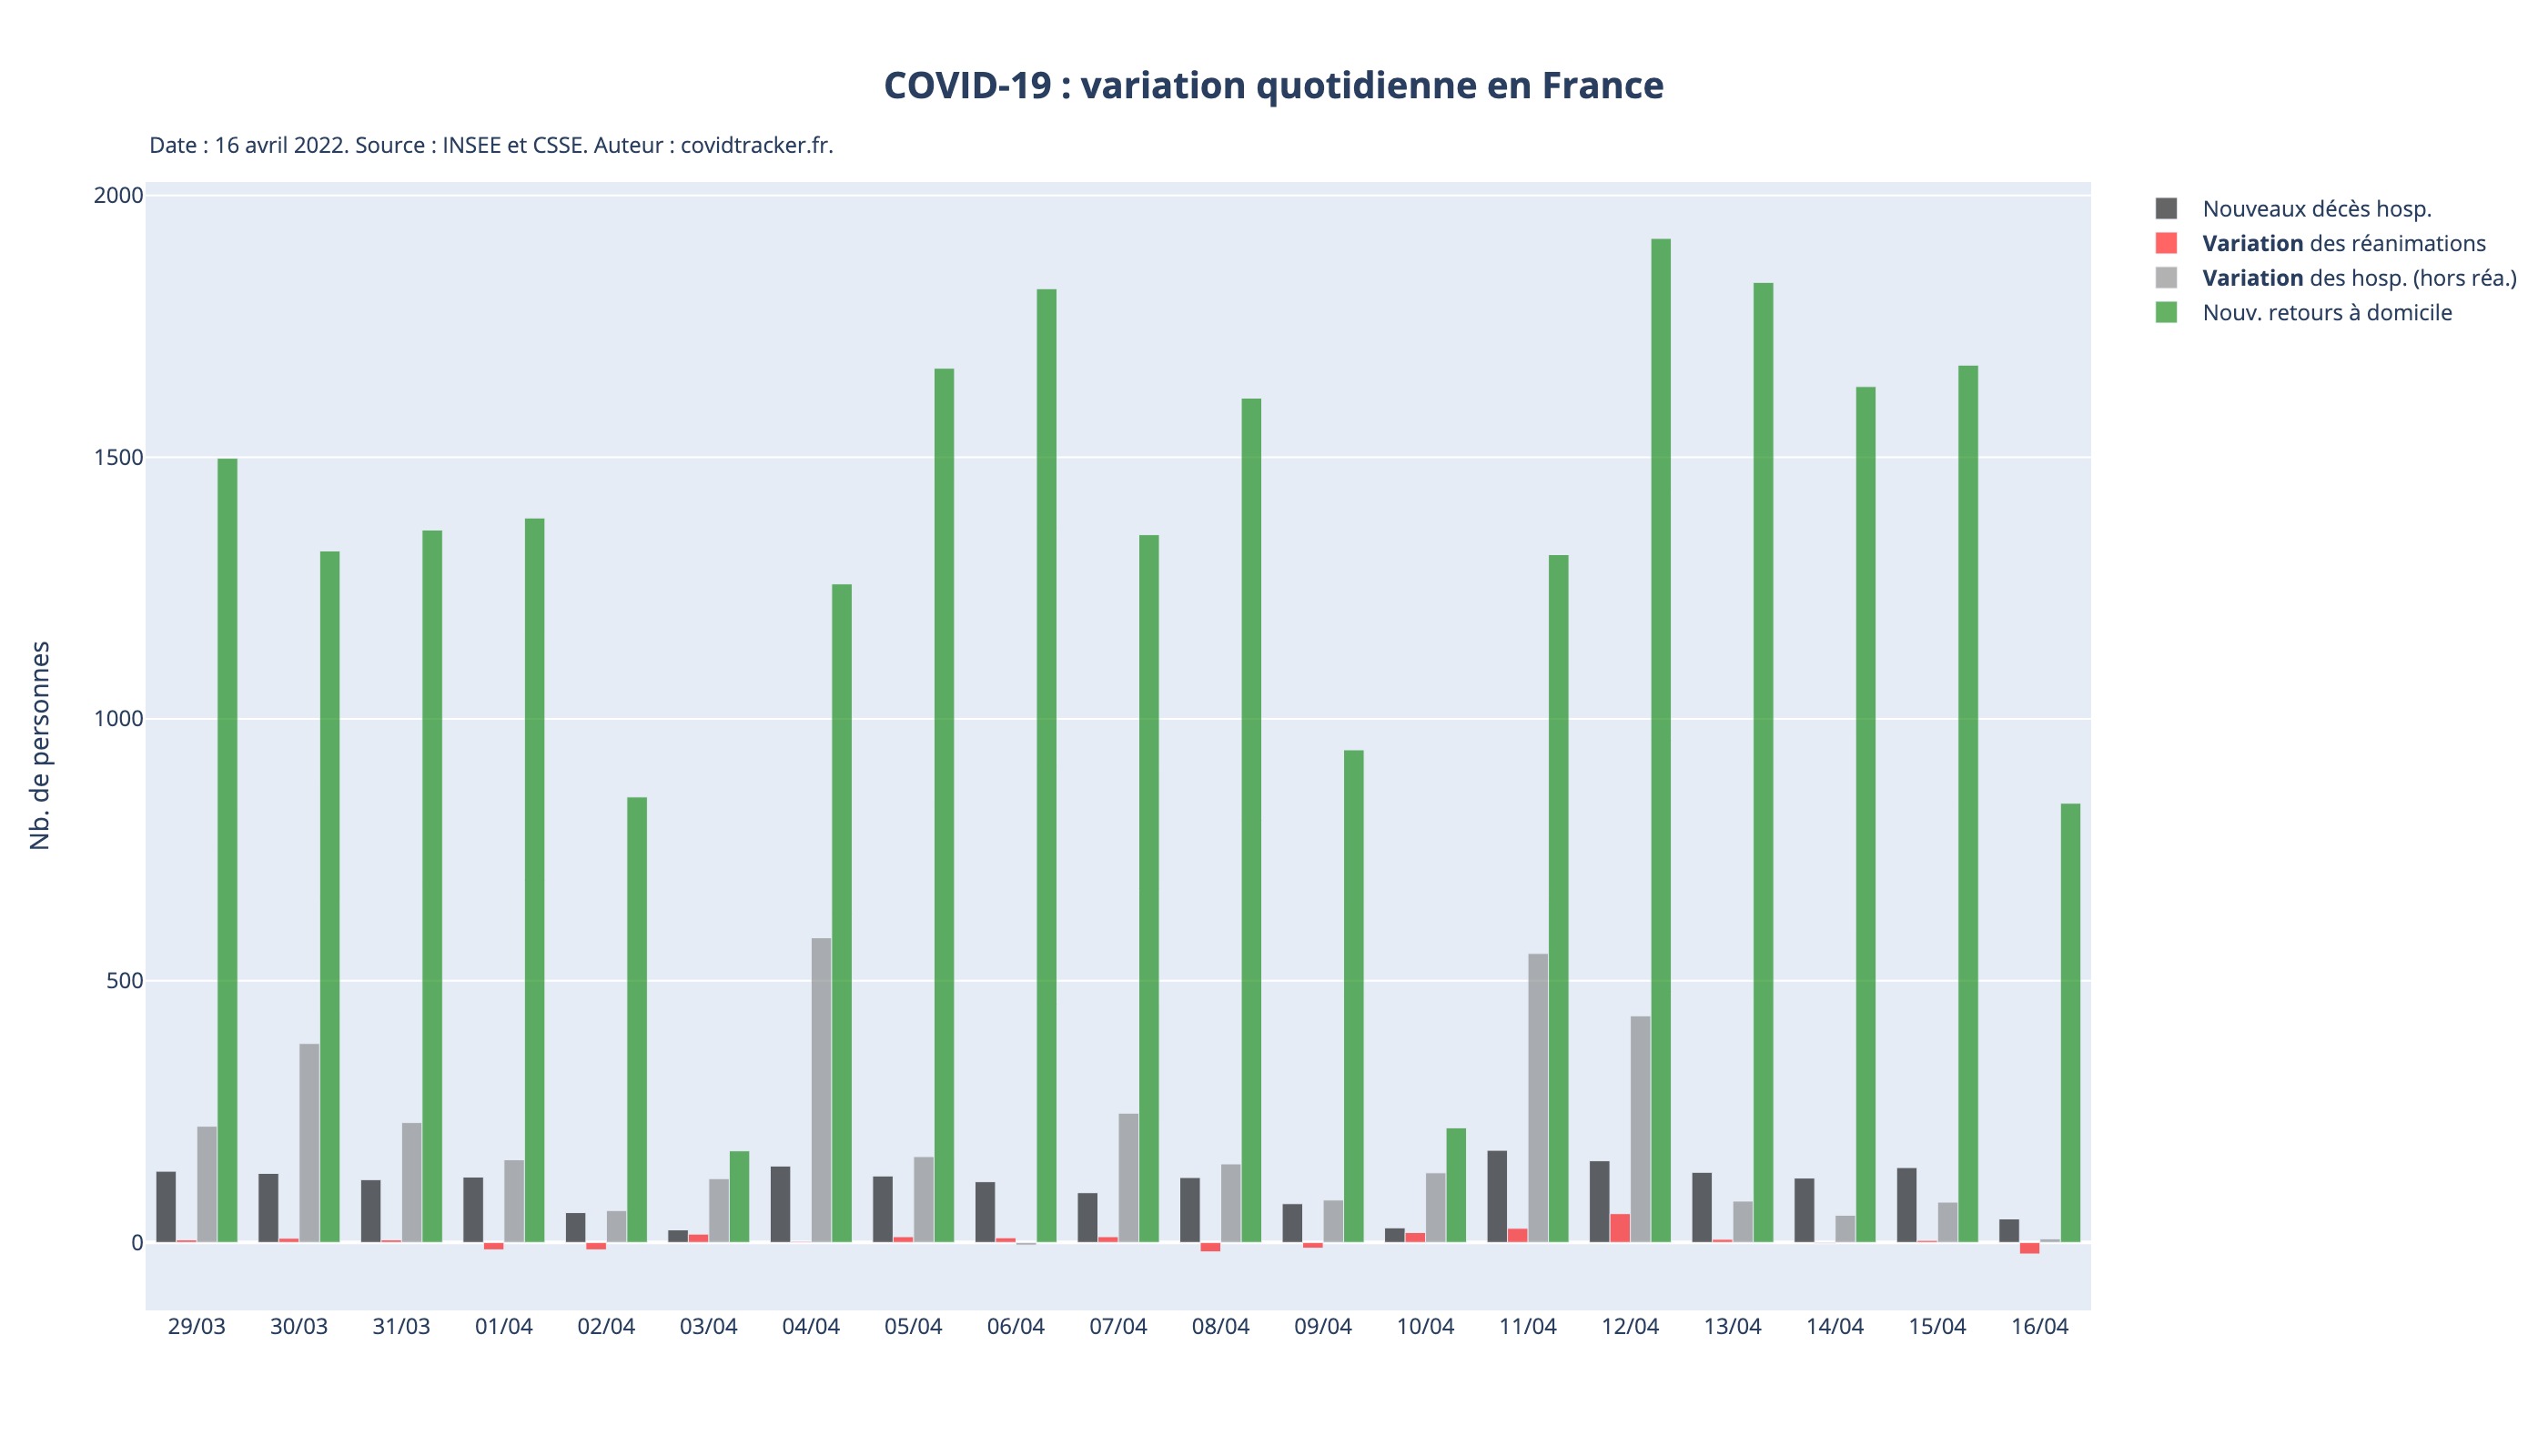 COVID-19 : variation quotidienne en France
Date : 16 avril 2022. Source : INSEE et CSSE. Auteur : covidtracker.fr.
Nouveaux décès hosp.
Variation des réanimations
Variation des hosp. (hors réa.)
Nouv. retours à domicile
Nb. de personnes
2000
1500
1000
500
0
29/03 30/03 31/03 01/04 02/04 03/04 04/04 05/04 06/04 07/04 08/04 09/04 10/04 11/04 12/04 13/04 14/04 15/04 16/04